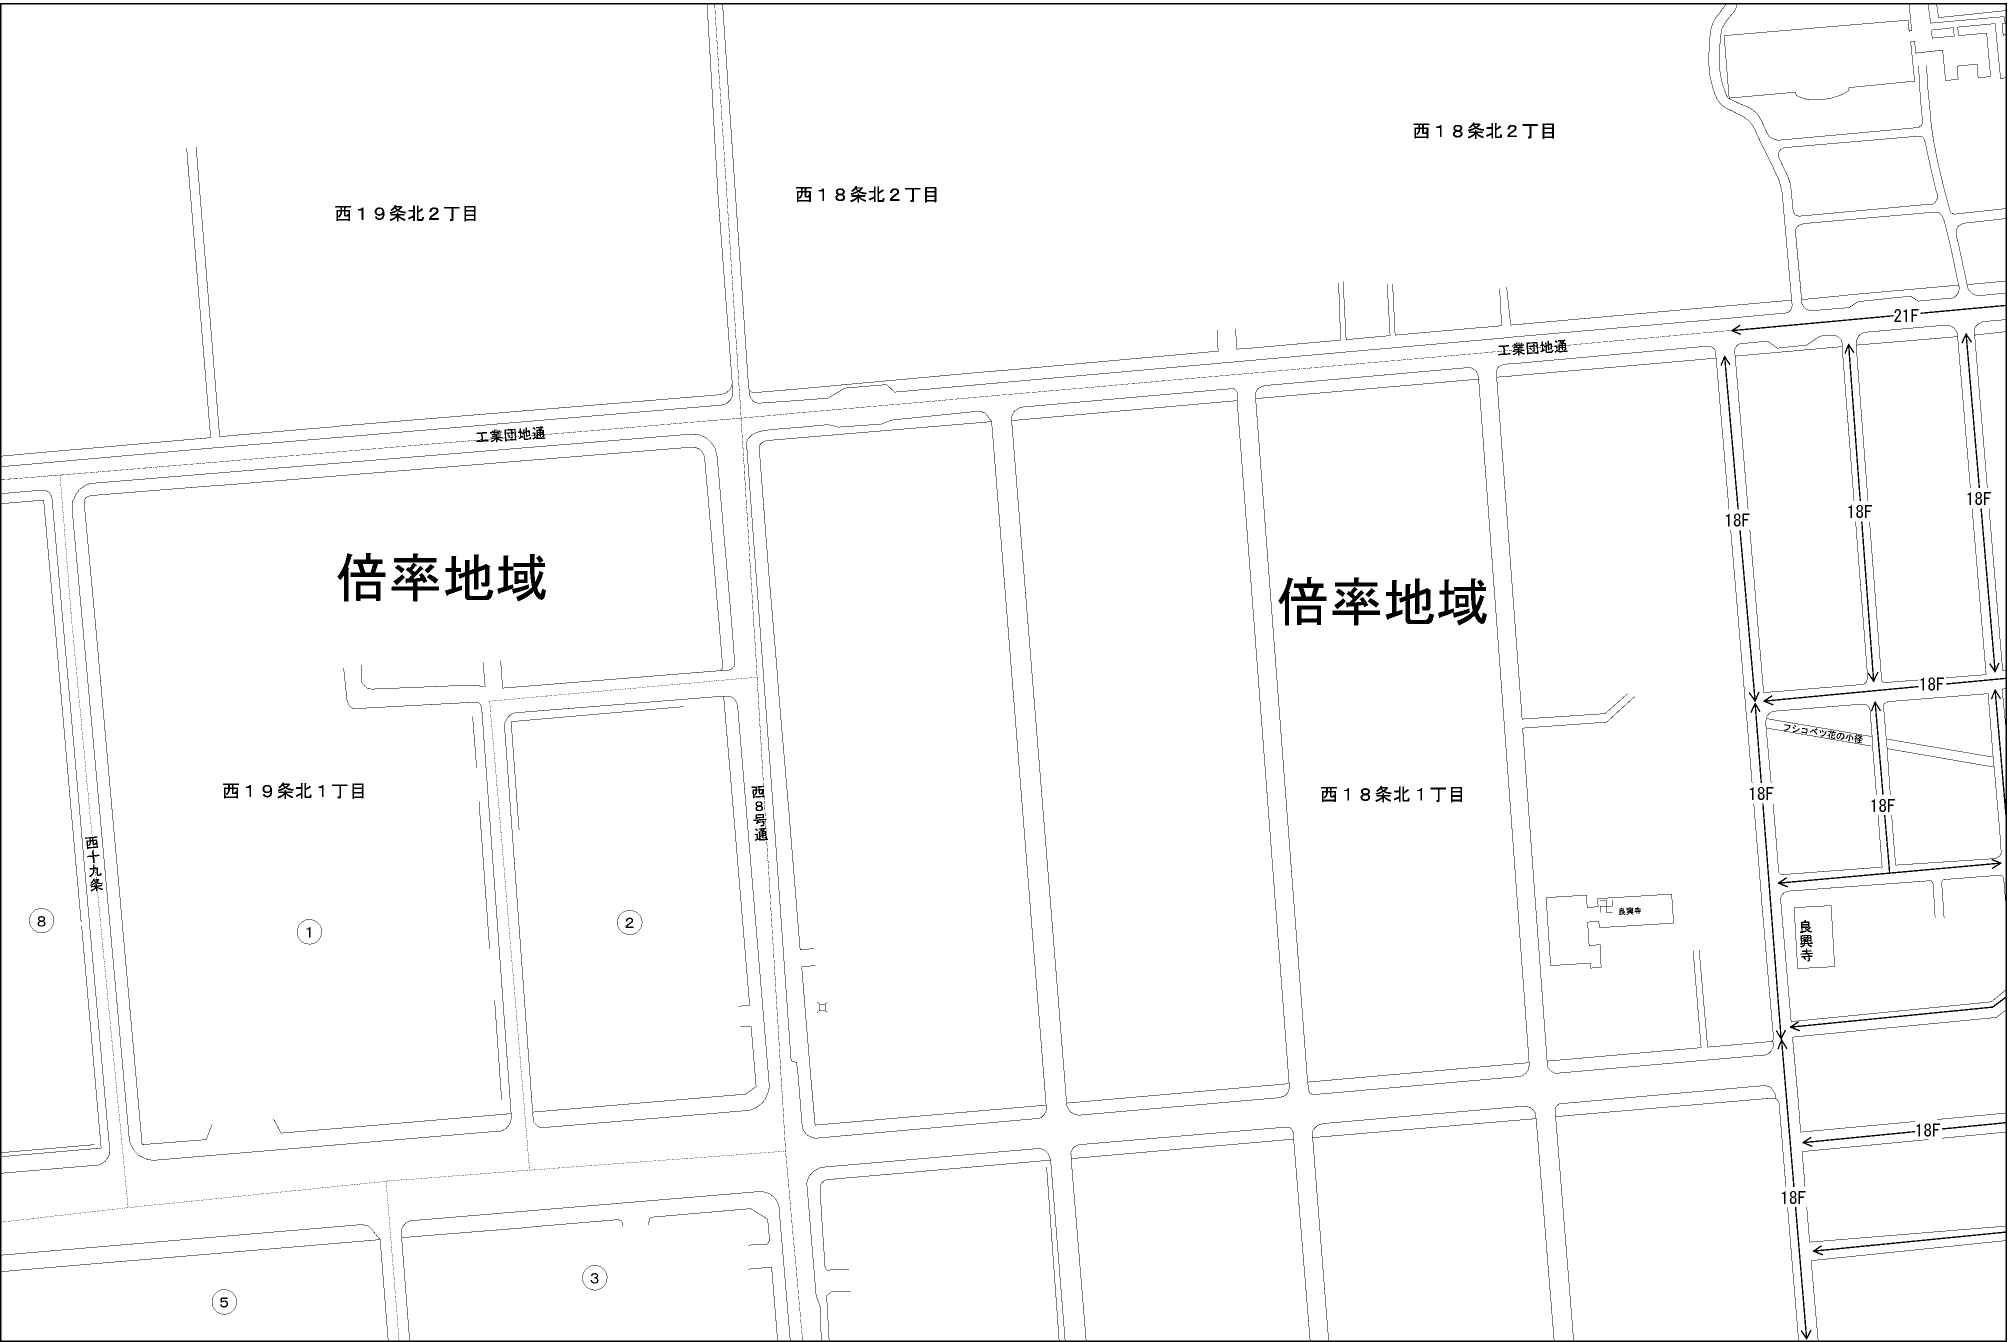 西１８条北２丁目
西１８条北２丁目
西１９条北２丁目
21F
工業団地通
工業団地通
18F
18F
18F
倍率地域
倍率地域
18F
フシコベツ花の小径
西１９条北１丁目
西８号通
西１８条北１丁目
18F
18F
西十九条
8
1
2
良興寺
良興寺
18F
18F
3
5